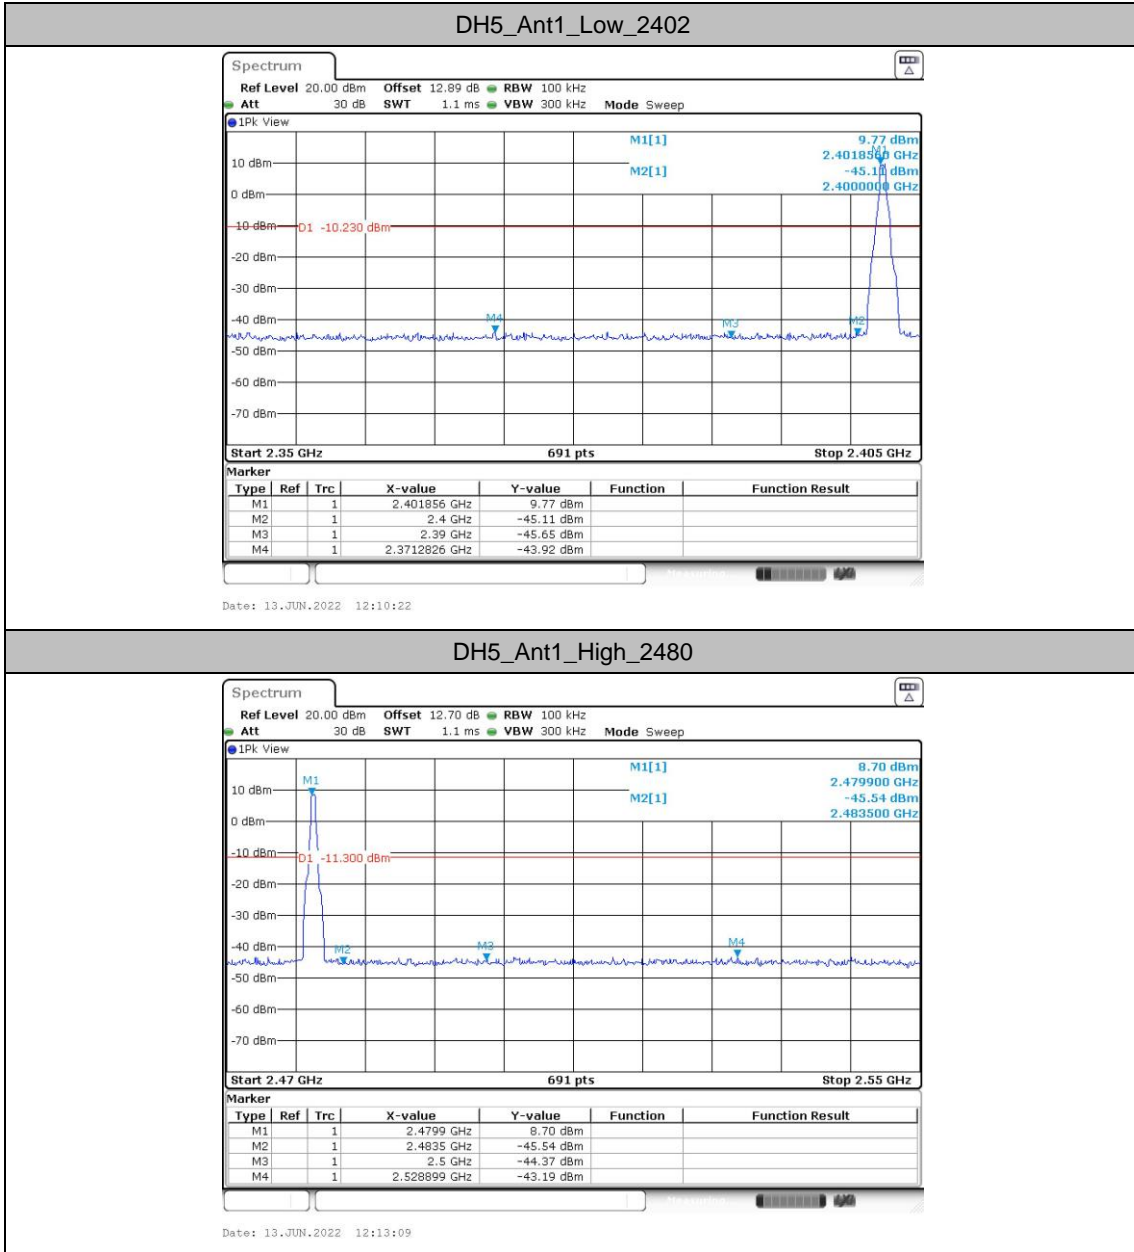 DH5_Ant1_Low_2402
Spectrum
Ref Level 20.00 dBm Offset 12.89 dB RBW 100 kHz
Att 30 dB SWT 1.1 ms VBW 300 kHz Mode Sweep
1Pk View
M1[1] 9.77 dBm
2.4018560 GHz
M2[1] -45.11 dBm
2.4000000 GHz
M1
10 dBm
0 dBm
-10 dBm
D1 -10.230 dBm
-20 dBm
-30 dBm
-40 dBm
M4 M3 M2
-50 dBm
-60 dBm
-70 dBm
Start 2.35 GHz 691 pts Stop 2.405 GHz
Marker
Type Ref Trc X-value Y-value Function Function Result
M1 1 2.401856 GHz 9.77 dBm
M2 1 2.4 GHz -45.11 dBm
M3 1 2.39 GHz -45.65 dBm
M4 1 2.3712826 GHz -43.92 dBm
Measuring...
Date: 13.JUN.2022 12:10:22
DH5_Ant1_High_2480
Spectrum
Ref Level 20.00 dBm Offset 12.70 dB RBW 100 kHz
Att 30 dB SWT 1.1 ms VBW 300 kHz Mode Sweep
1Pk View
M1[1] 8.70 dBm
2.479900 GHz
M2[1] -45.54 dBm
2.483500 GHz
M1
10 dBm
0 dBm
-10 dBm
D1 -11.300 dBm
-20 dBm
-30 dBm
-40 dBm
M2 M3 M4
-50 dBm
-60 dBm
-70 dBm
Start 2.47 GHz 691 pts Stop 2.55 GHz
Marker
Type Ref Trc X-value Y-value Function Function Result
M1 1 2.4799 GHz 8.70 dBm
M2 1 2.4835 GHz -45.54 dBm
M3 1 2.5 GHz -44.37 dBm
M4 1 2.528899 GHz -43.19 dBm
Measuring...
Date: 13.JUN.2022 12:13:09